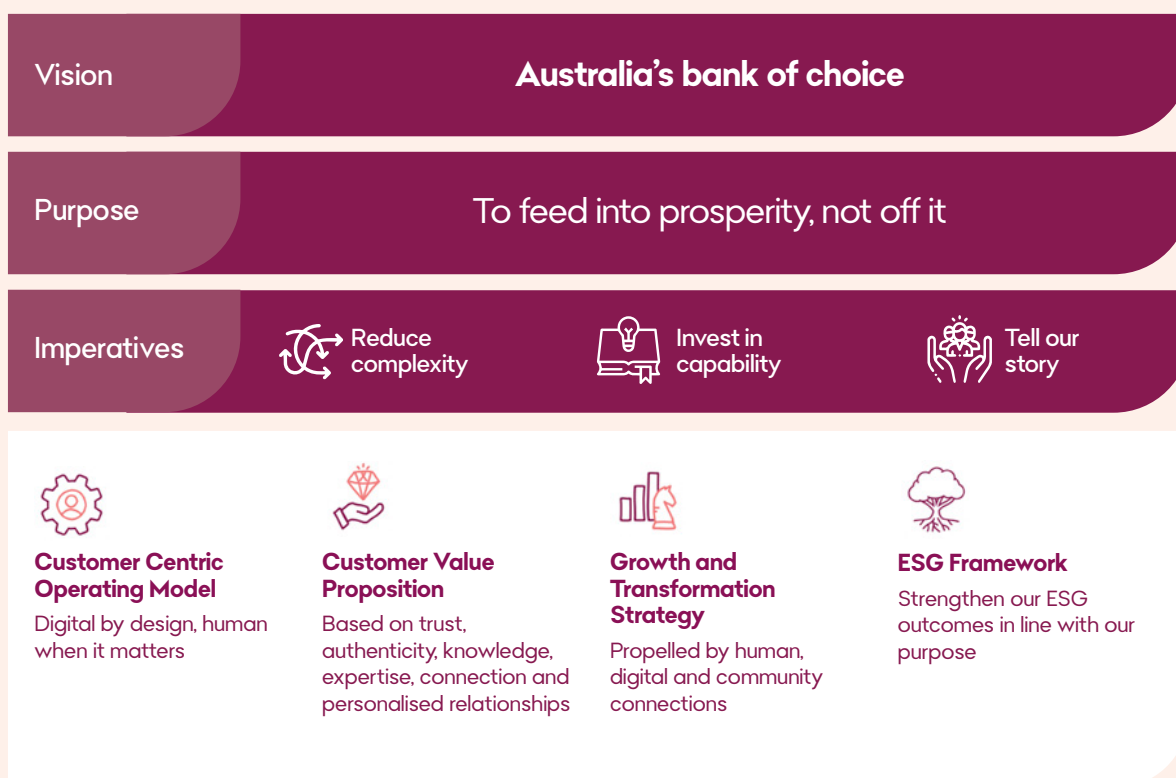 Vision
Australia's bank of choice
Purpose
To feed into prosperity, not off it
Imperatives
Reduce
complexity
Invest in
capability
Tell our
story
Customer Centric
Operating Model
Digital by design, human
when it matters
Customer Value
Proposition
Based on trust,
authenticity, knowledge,
expertise, connection and
personalised relationships
Growth and
Transformation
Strategy
Propelled by human,
digital and community
connections
ESG Framework
Strengthen our ESG
outcomes in line with our
purpose